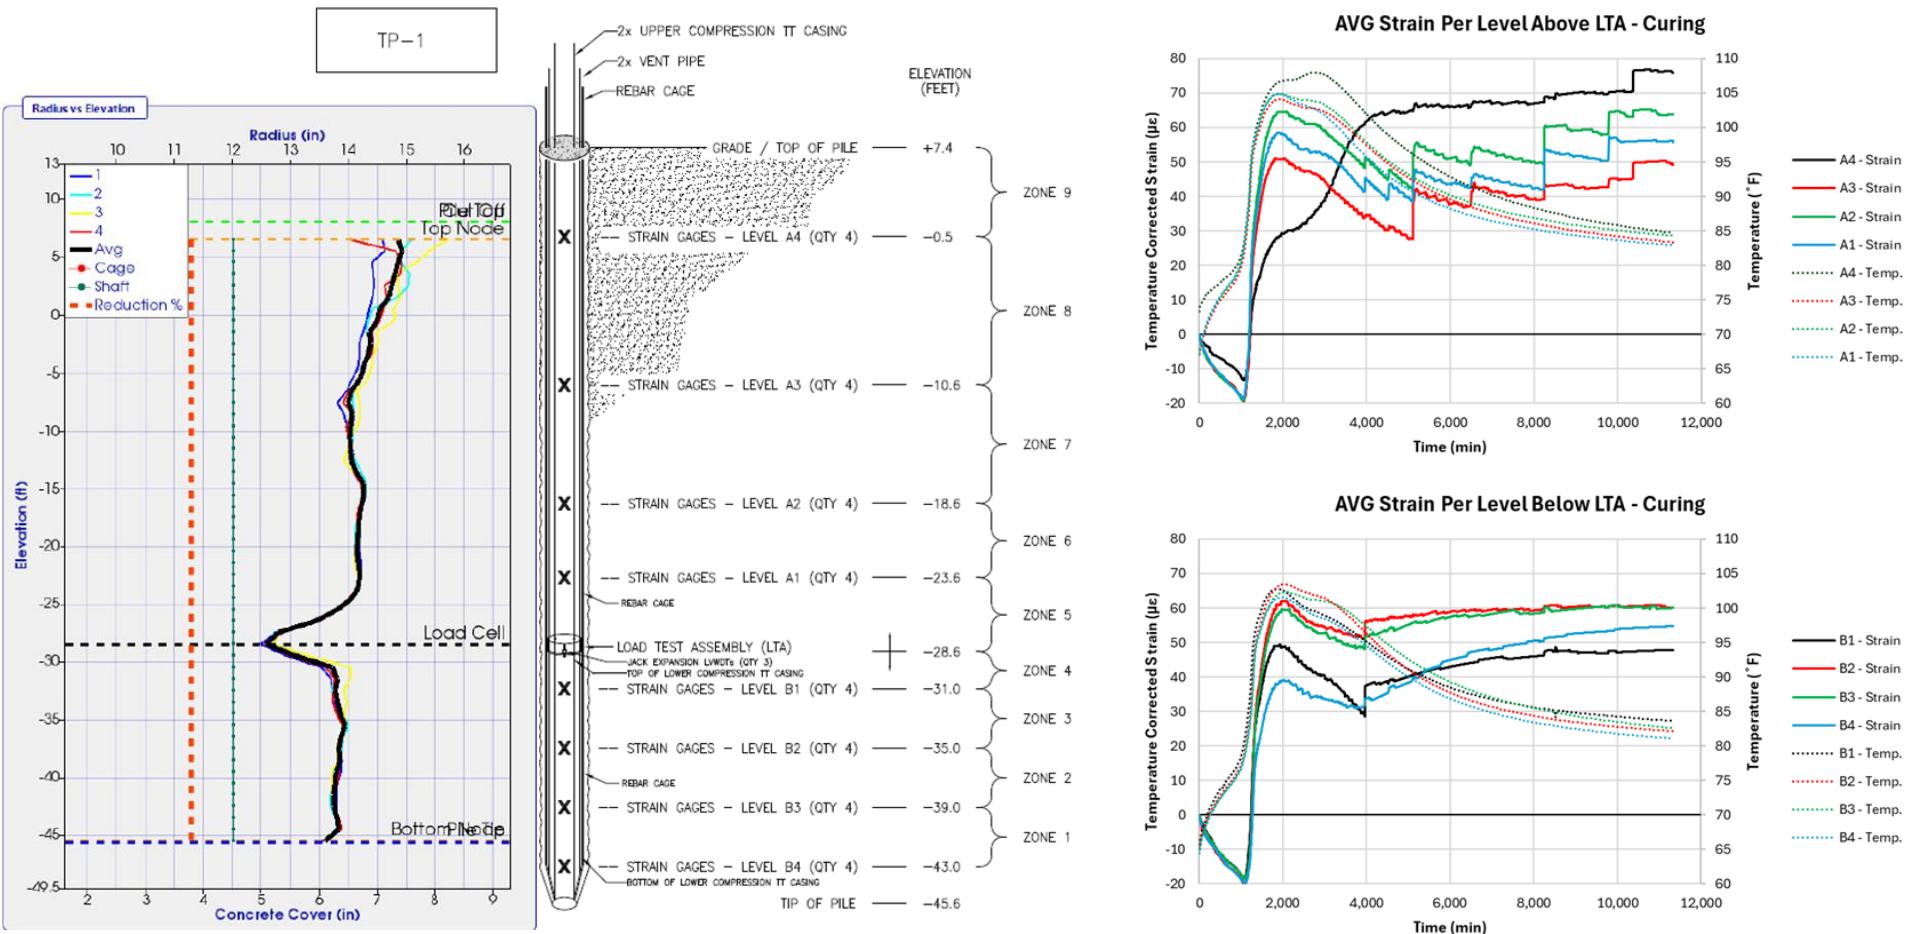 TP-1
Radius vs Elevation
Radius (in)
10 11 12 13 14 15 16
13
10
5
0
-5
-10
-15
-20
-25
-30
-35
-40
-45
-49.5
Elevation (ft)
1
2
3
4
Avg
Cage
Shaft
Reduction %
Top Node
Load Cell
2 3 4 5 6 7 8 9
Concrete Cover (in)
2x UPPER COMPRESSION TT CASING
2x VENT PIPE
REBAR CAGE
ELEVATION
(FEET)
GRADE / TOP OF PILE +7.4
ZONE 9
X STRAIN GAGES - LEVEL A4 (QTY 4) -0.5
ZONE 8
X STRAIN GAGES - LEVEL A3 (QTY 4) -10.6
ZONE 7
X STRAIN GAGES - LEVEL A2 (QTY 4) -18.6
ZONE 6
X STRAIN GAGES - LEVEL A1 (QTY 4) -23.6
REBAR CAGE
ZONE 5
LOAD TEST ASSEMBLY (LTA) -28.6
JACK EXPANSION LVWDTs (QTY 3)
TOP OF LOWER COMPRESSION TT CASING
ZONE 4
X STRAIN GAGES - LEVEL B1 (QTY 4) -31.0
ZONE 3
X STRAIN GAGES - LEVEL B2 (QTY 4) -35.0
REBAR CAGE
ZONE 2
X STRAIN GAGES - LEVEL B3 (QTY 4) -39.0
ZONE 1
X STRAIN GAGES - LEVEL B4 (QTY 4) -43.0
BOTTOM OF LOWER COMPRESSION TT CASING
TIP OF PILE -45.6
AVG Strain Per Level Above LTA - Curing
Temperature Corrected Strain (με)
80
70
60
50
40
30
20
10
0
-10
-20
0 2,000 4,000 6,000 8,000 10,000 12,000
Time (min)
110
105
100
95
90
85
80
75
70
65
60
Temperature (˚F)
A4 - Strain
A3 - Strain
A2 - Strain
A1 - Strain
A4 - Temp.
A3 - Temp.
A2 - Temp.
A1 - Temp.
AVG Strain Per Level Below LTA - Curing
Temperature Corrected Strain (με)
80
70
60
50
40
30
20
10
0
-10
-20
0 2,000 4,000 6,000 8,000 10,000 12,000
Time (min)
110
105
100
95
90
85
80
75
70
65
60
Temperature (˚F)
B1 - Strain
B2 - Strain
B3 - Strain
B4 - Strain
B1 - Temp.
B2 - Temp.
B3 - Temp.
B4 - Temp.